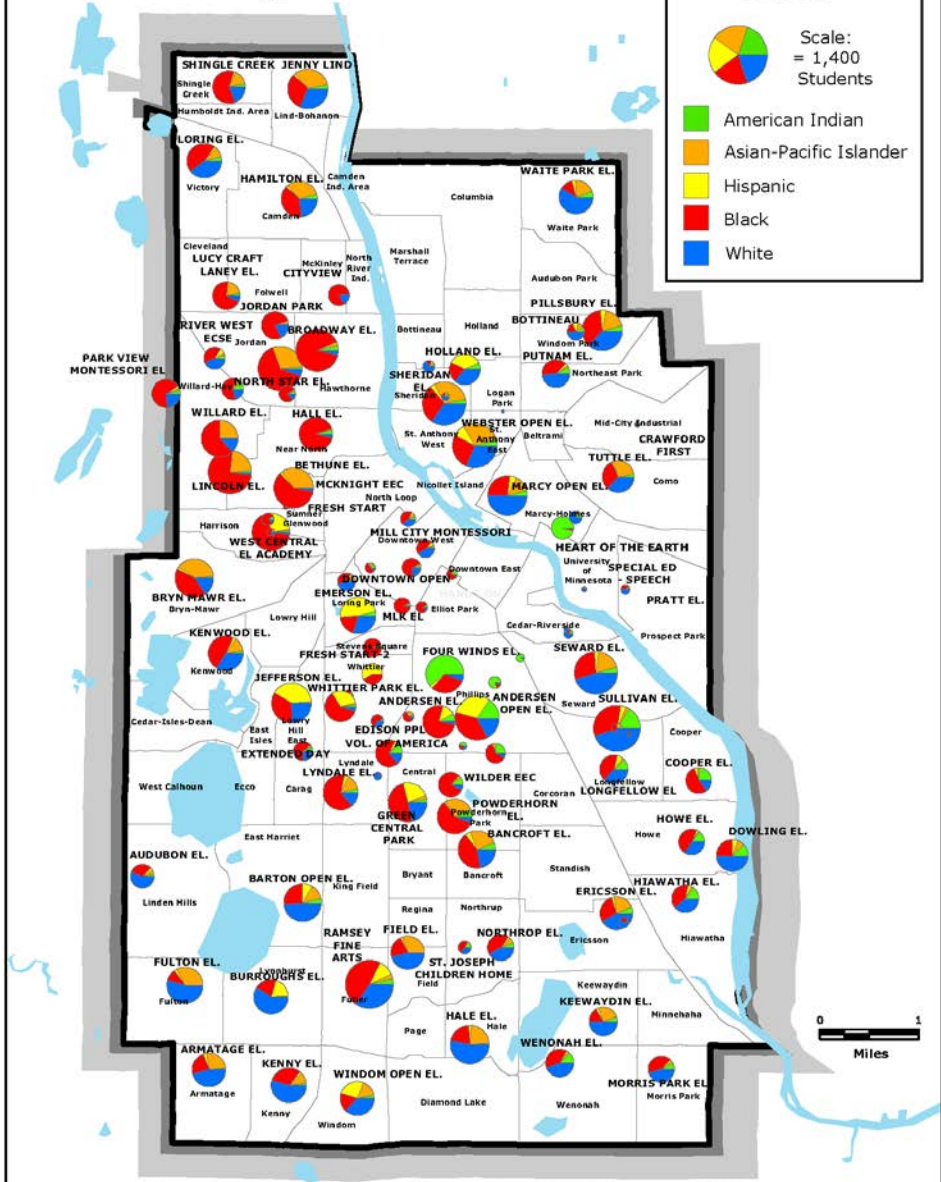 Scale:
= 1,400
Students
American Indian
Asian-Pacific Islander
Hispanic
Black
White
SHINGLE CREEK
JENNY LIND
Shingle
Creek
Humboldt Ind. Area
Lind-Bohanon
LORING EL.
Victory
HAMILTON EL.
Camden
Ind. Area
Camden
Columbia
WAITE PARK EL.
Waite Park
Cleveland
LUCY CRAFT
LANEY EL.
Folwell
McKinley
CITYVIEW
North
River
Ind.
Marshall
Terrace
Audubon Park
JORDAN PARK
PILLSBURY EL.
RIVER WEST
ECSE
Jordan
BROADWAY EL.
Bottineau
Holland
BOTTINEAU
Windom Park
PARK VIEW
MONTESSORI EL
Willard-Hay
NORTH STAR EL.
Hawthorne
HOLLAND EL.
SHERIDAN
EL.
Sheridan
Logan
Park
PUTNAM EL.
Northeast Park
WILLARD EL.
HALL EL.
Near North
St. Anthony
West
WEBSTER OPEN EL.
St.
Anthony
East
Beltrami
Mid-City Industrial
CRAWFORD
FIRST
LINCOLN EL.
BETHUNE EL.
MCKNIGHT EEC
FRESH START
North Loop
Nicollet Island
MARCY OPEN EL.
TUTTLE EL.
Como
Harrison
Sumner
Glenwood
WEST CENTRAL
EL ACADEMY
MILL CITY MONTESSORI
Downtown West
Marcy-Holmes
HEART OF THE EARTH
University
of
Minnesota
SPECIAL ED
- SPEECH
PRATT EL.
BRYN MAWR EL.
Bryn-Mawr
DOWNTOWN OPEN
Downtown East
EMERSON EL.
Loring Park
MLK EL
Elliot Park
Lowry Hill
Cedar-Riverside
Prospect Park
KENWOOD EL.
Kenwood
Stevens Square
FRESH START-2
Whittier
FOUR WINDS EL.
SEWARD EL.
Seward
JEFFERSON EL.
WHITTIER PARK EL.
Phillips
ANDERSEN EL.
ANDERSEN
OPEN EL.
SULLIVAN EL.
Cedar-Isles-Dean
East
Isles
Lowry
Hill
East
EDISON PPL
VOL. OF AMERICA
Cooper
EXTENDED DAY
Lyndale
LYNDALE EL.
Central
WILDER EEC
Corcoran
Longfellow
LONGFELLOW EL
COOPER EL.
West Calhoun
Ecco
Carag
GREEN
CENTRAL
PARK
POWDERHORN
EL.
Powderhorn
Park
East Harriet
BANCROFT EL.
Bancroft
Howe
HOWE EL.
DOWLING EL.
AUDUBON EL.
Linden Hills
BARTON OPEN EL.
King Field
Bryant
Standish
ERICSSON EL.
Ericsson
HIAWATHA EL.
Hiawatha
Regina
Northrup
RAMSEY
FINE
ARTS
FIELD EL.
NORTHROP EL.
ST. JOSEPH
CHILDREN HOME
Field
FULTON EL.
Fulton
Lynnhurst
BURROUGHS EL.
Fuller
Keewaydin
KEEWAYDIN EL.
Minnehaha
Page
HALE EL.
Hale
0
1
Miles
ARMATAGE EL.
Armatage
KENNY EL.
Kenny
WINDOM OPEN EL.
Windom
Diamond Lake
WENONAH EL.
Wenonah
MORRIS PARK EL
Morris Park